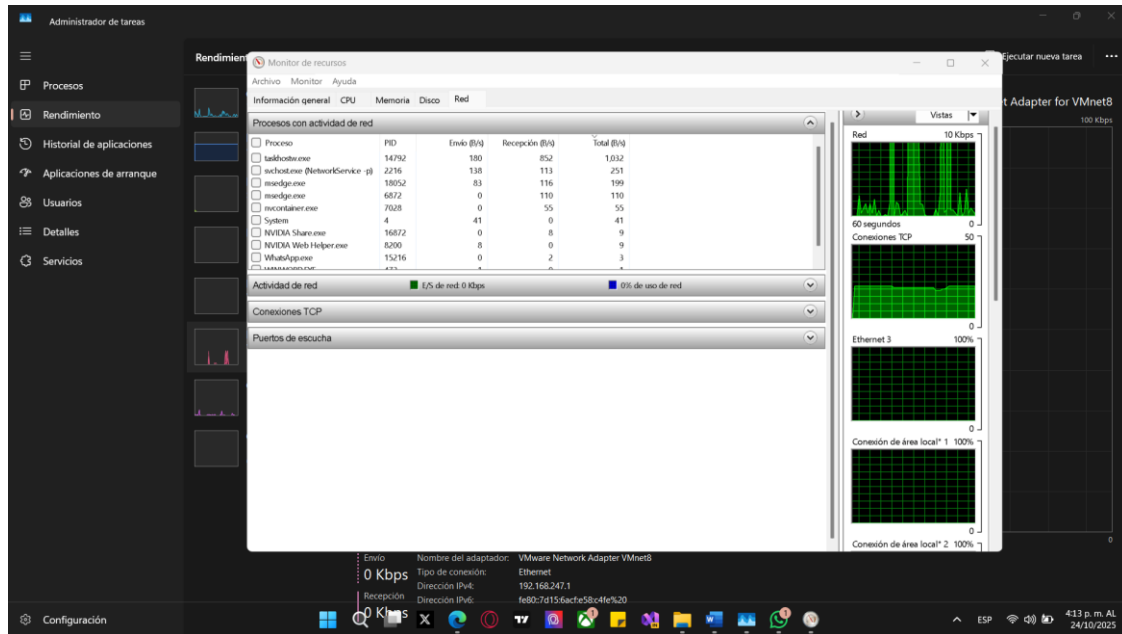 Administrador de tareas
Rendimien
Ejecutar nueva tarea
Procesos
Rendimiento
Historial de aplicaciones
Aplicaciones de arranque
Usuarios
Detalles
Servicios
Configuración
t Adapter for VMnet8
100 Kbps
0
Monitor de recursos
Archivo Monitor Ayuda
Información general CPU Memoria Disco Red
Procesos con actividad de red
Proceso PID Envío (B/s) Recepción (B/s) Total (B/s)
taskhostw.exe 14792 180 852 1,032
svchost.exe (NetworkService -p) 2216 138 113 251
msedge.exe 18052 83 116 199
msedge.exe 6872 0 110 110
nvcontainer.exe 7028 0 55 55
System 4 41 0 41
NVIDIA Share.exe 16872 0 8 9
NVIDIA Web Helper.exe 8200 8 0 9
WhatsApp.exe 15216 0 2 3
Actividad de red E/S de red: 0 Kbps 0% de uso de red
Conexiones TCP
Puertos de escucha
Vistas
Red 10 Kbps
60 segundos 0
Conexiones TCP 50
0
Ethernet 3 100%
0
Conexión de área local* 1 100%
0
Conexión de área local* 2 100%
Envío
0 Kbps
Recepción
0 Kbps
Nombre del adaptador: VMware Network Adapter VMnet8
Tipo de conexión: Ethernet
Dirección IPv4: 192.168.247.1
Dirección IPv6: fe80::7d15:6acf:e58:c4fe%20
ESP
4:13 p. m. AL
24/10/2025